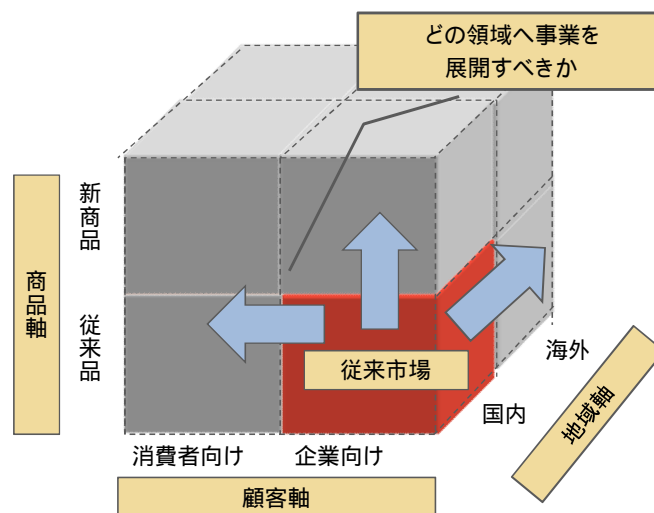 どの領域へ事業を
展開すべきか
新商品
商品軸
従来品
従来市場
海外
国内
地域軸
消費者向け
企業向け
顧客軸